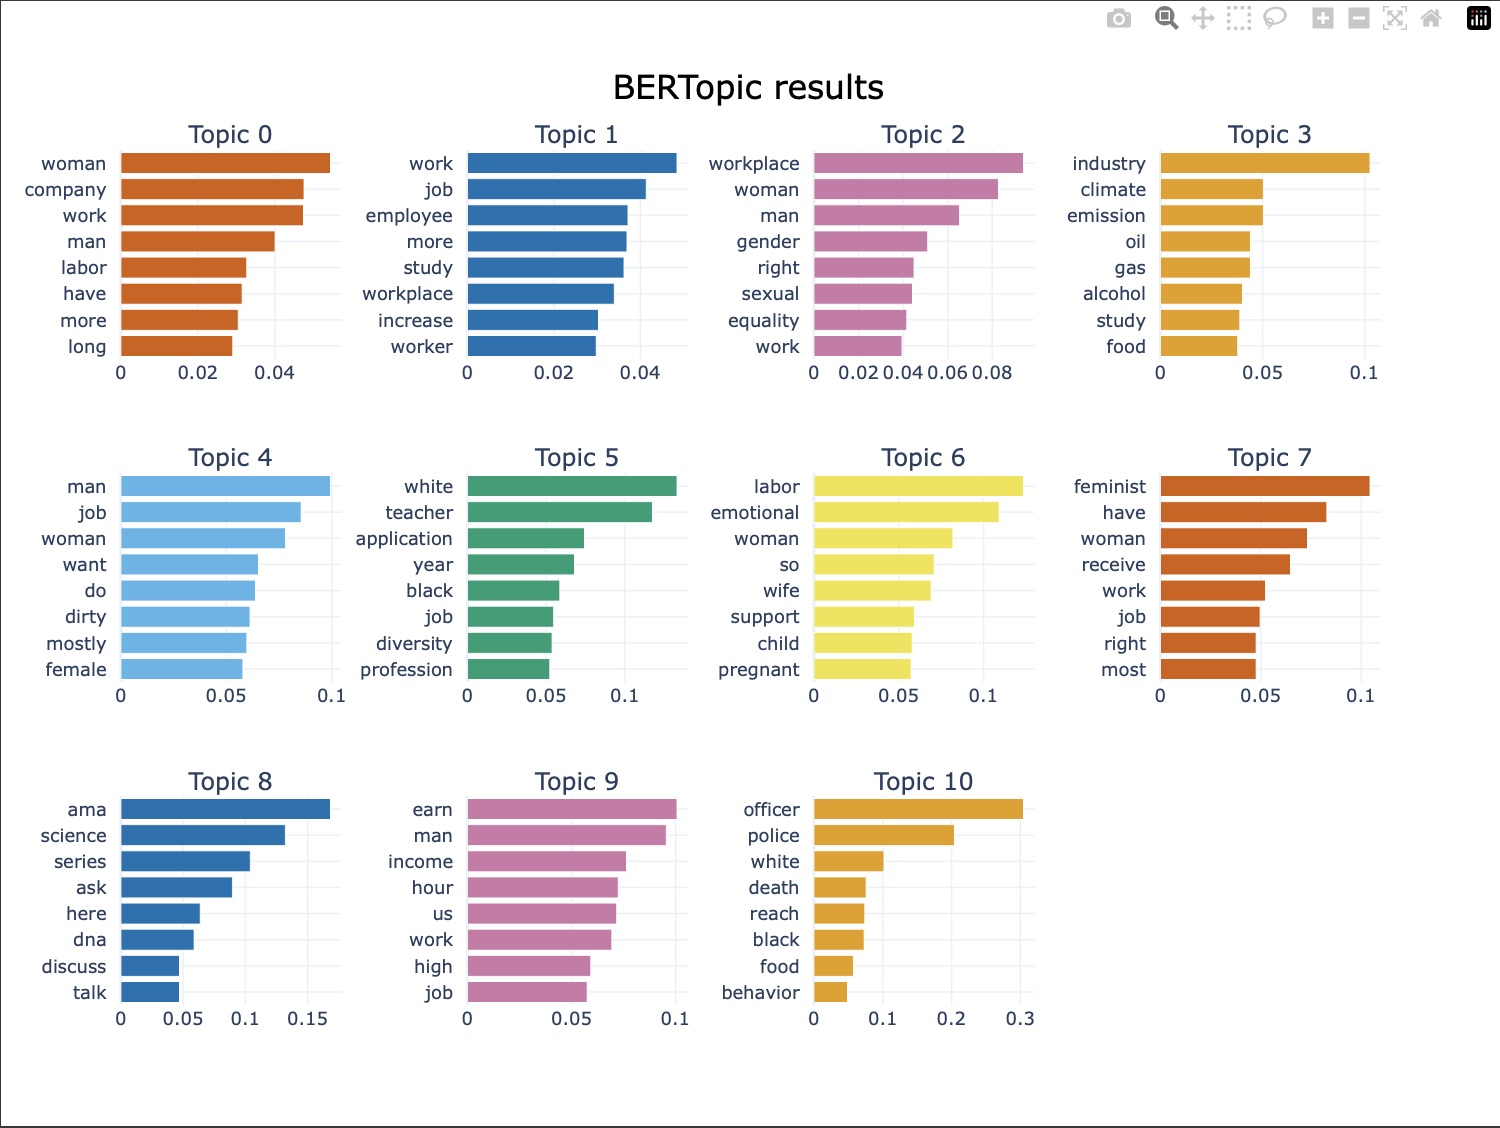 BERTopic results
Topic 0
woman
company
work
man
labor
have
more
long
0 0.02 0.04
Topic 1
work
job
employee
more
study
workplace
increase
worker
0 0.02 0.04
Topic 2
workplace
woman
man
gender
right
sexual
equality
work
0 0.02 0.04 0.06 0.08
Topic 3
industry
climate
emission
oil
gas
alcohol
study
food
0 0.05 0.1
Topic 4
man
job
woman
want
do
dirty
mostly
female
0 0.05 0.1
Topic 5
white
teacher
application
year
black
job
diversity
profession
0 0.05 0.1
Topic 6
labor
emotional
woman
so
wife
support
child
pregnant
0 0.05 0.1
Topic 7
feminist
have
woman
receive
work
job
right
most
0 0.05 0.1
Topic 8
ama
science
series
ask
here
dna
discuss
talk
0 0.05 0.1 0.15
Topic 9
earn
man
income
hour
us
work
high
job
0 0.05 0.1
Topic 10
officer
police
white
death
reach
black
food
behavior
0 0.1 0.2 0.3